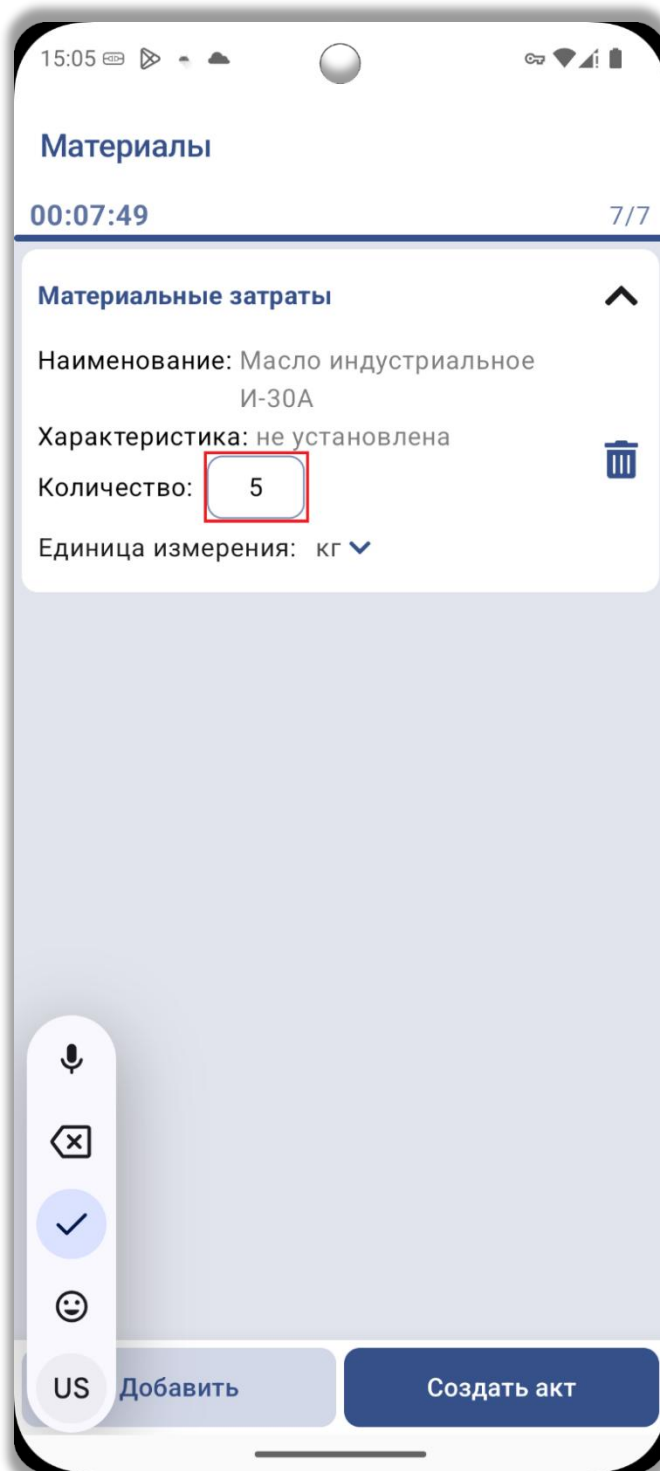 15:05
Материалы
00:07:49 7/7
Материальные затраты
Наименование: Масло индустриальное
И-30А
Характеристика: не установлена
Количество: 5
Единица измерения: кг
US Добавить Создать акт